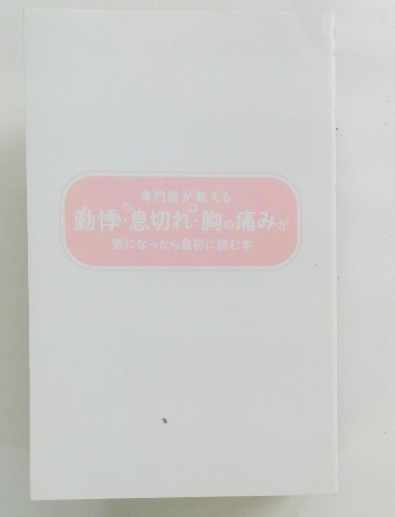 専門医が教える
動悸・息切れ・胸の痛みが
気になったら最初に読む本